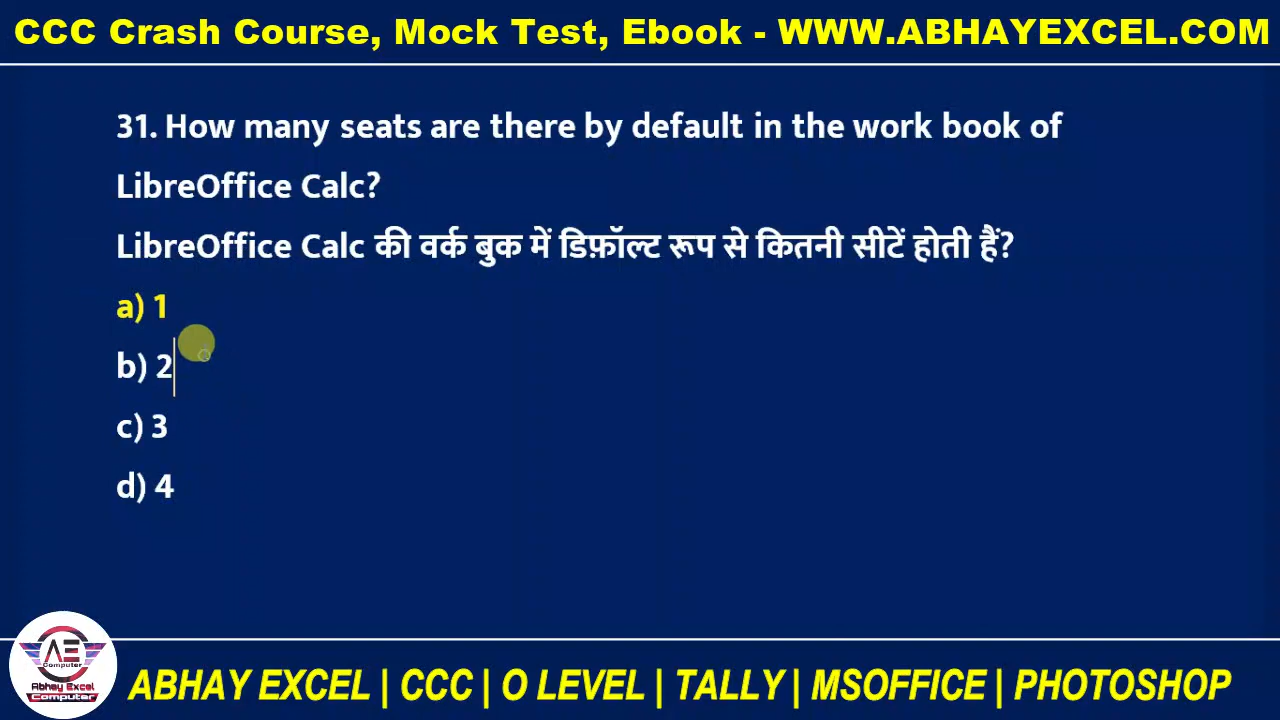 CCC Crash Course, Mock Test, Ebook - WWW.ABHAYEXCEL.COM
31. How many seats are there by default in the work book of
LibreOffice Calc?
LibreOffice Calc की वर्क बुक में डिफ़ॉल्ट रूप से कितनी सीटें होती हैं?
a) 1
b) 2
c) 3
d) 4
AE
Computer
Abhay Excel
Computer
ABHAY EXCEL | CCC | O LEVEL | TALLY | MSOFFICE | PHOTOSHOP